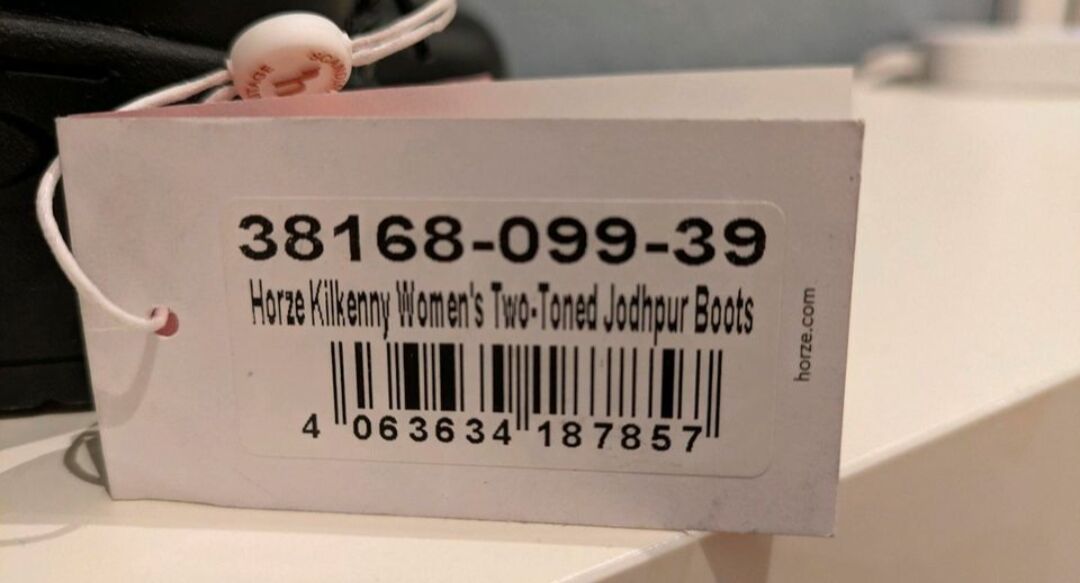 38168-099-39
Horze Kilkenny Women's Two-Toned Jodhpur Boots
4 063634 187857
horze.com